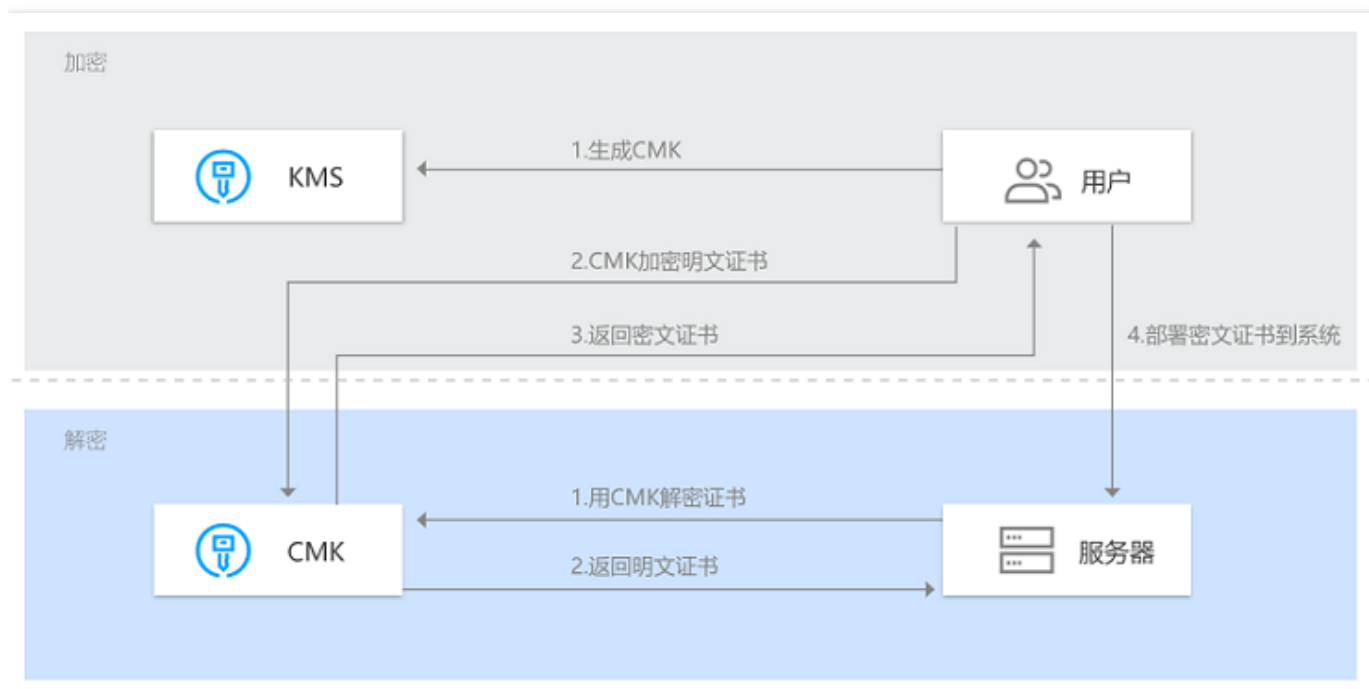 加密
1.生成CMK
KMS
用户
2.CMK加密明文证书
3.返回密文证书
4.部署密文证书到系统
解密
1.用CMK解密证书
CMK
服务器
2.返回明文证书